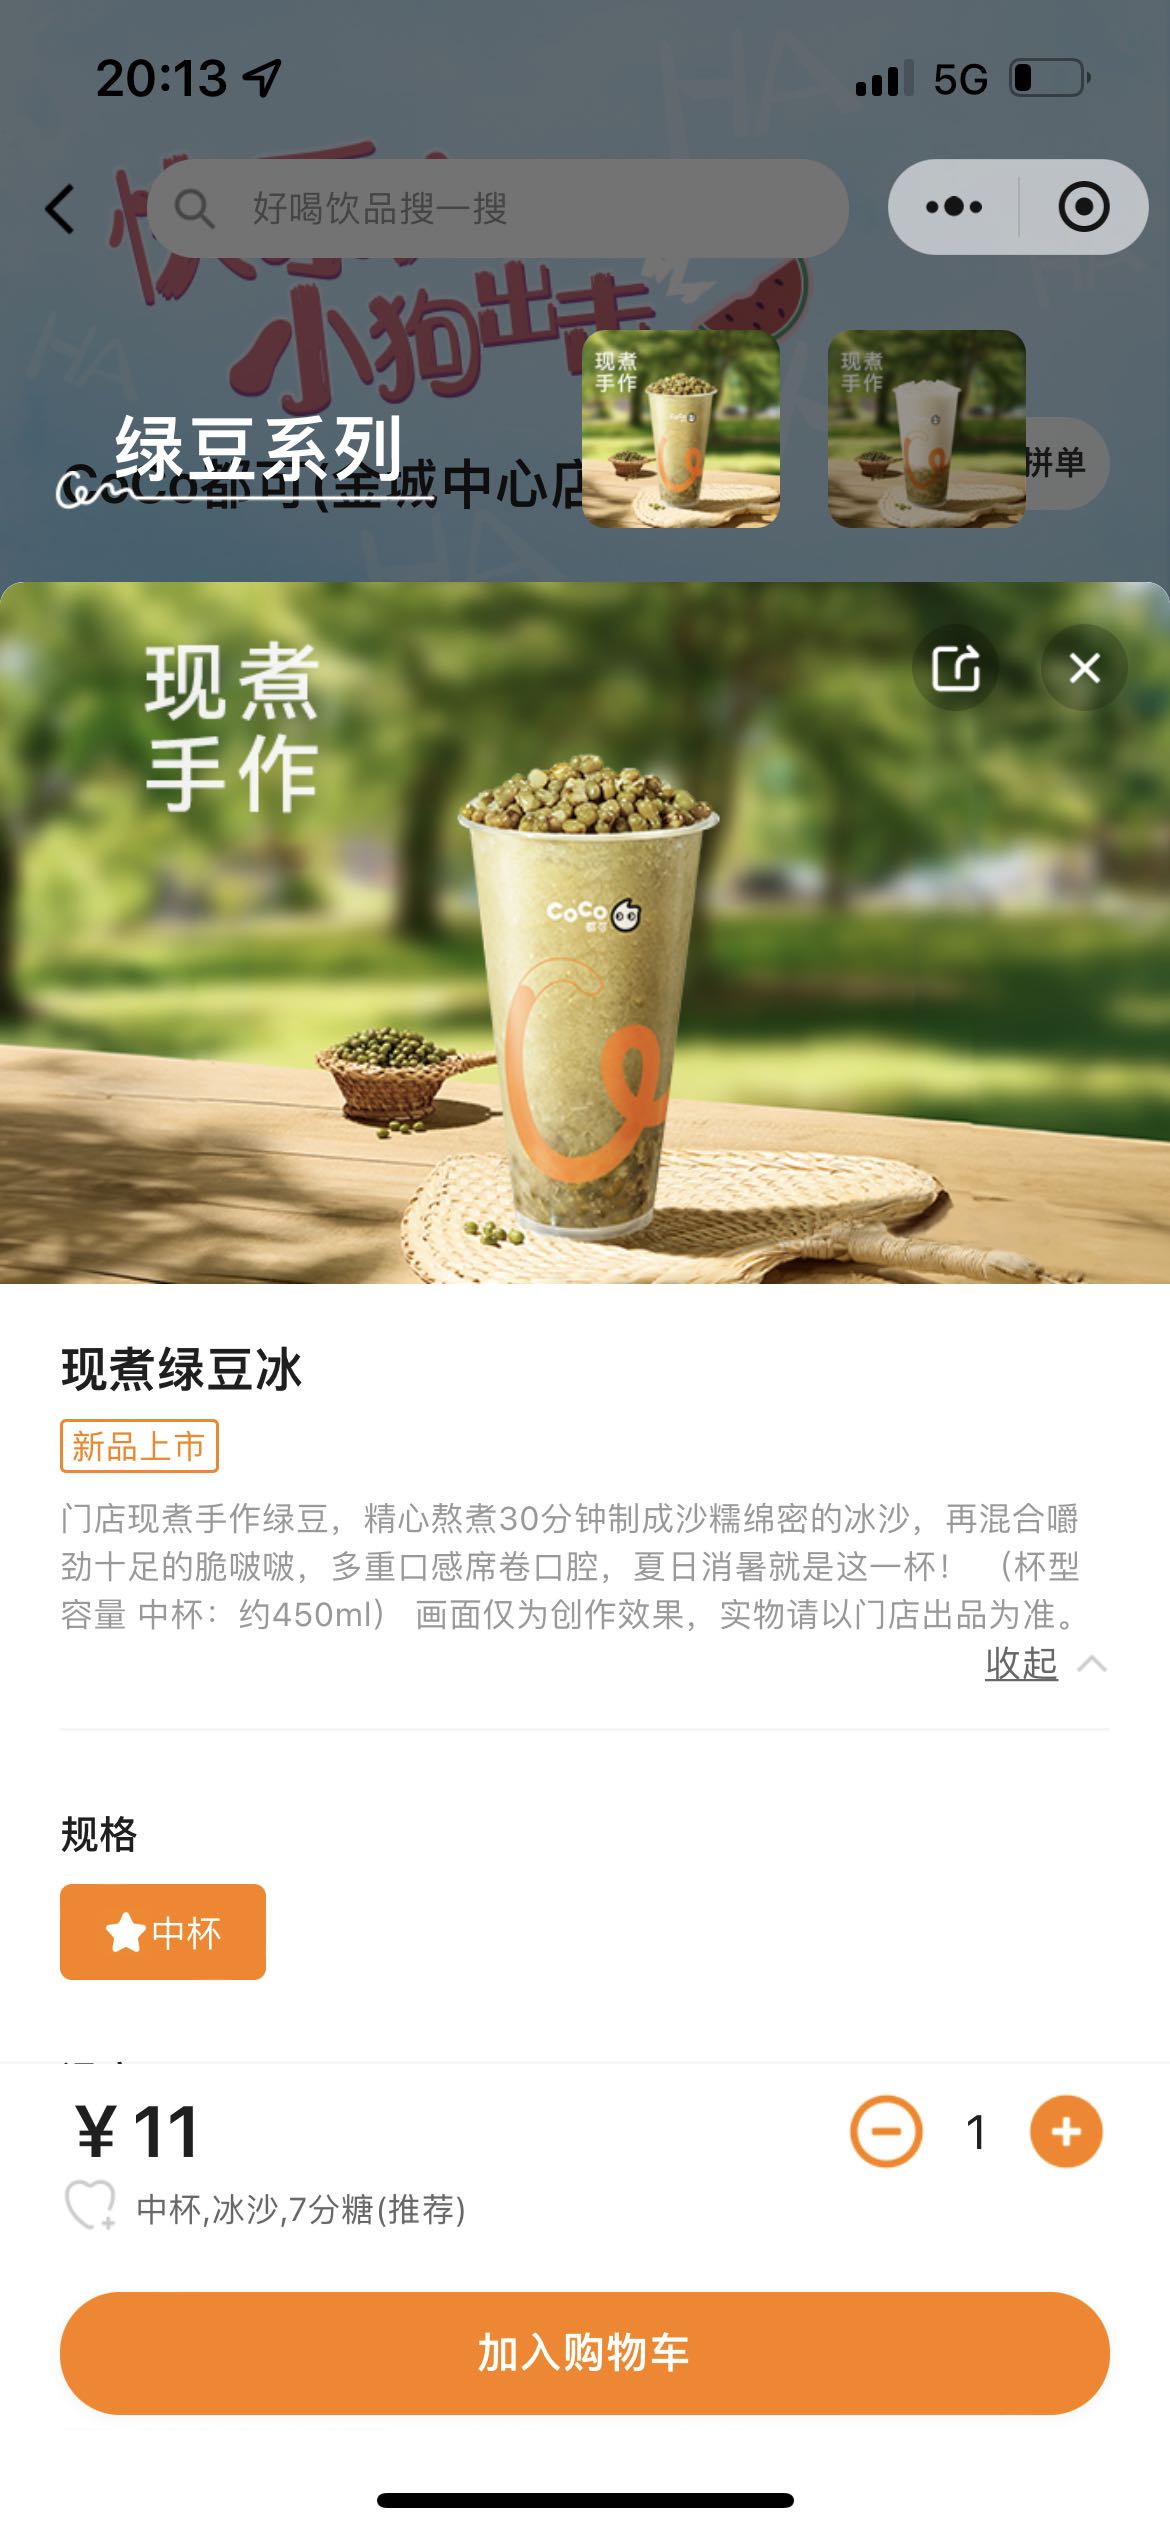 20:13
5G
好喝饮品搜一搜
小狗出击
现煮
手作
现煮
手作
绿豆系列
CoCo都可(金城中心店
拼单
现煮
手作
CoCo
都可
现煮绿豆冰
新品上市
门店现煮手作绿豆，精心熬煮30分钟制成沙糯绵密的冰沙，再混合嚼
劲十足的脆啵啵，多重口感席卷口腔，夏日消暑就是这一杯！（杯型
容量 中杯：约450ml） 画面仅为创作效果，实物请以门店出品为准。
收起
规格
中杯
¥11
1
中杯,冰沙,7分糖(推荐)
加入购物车